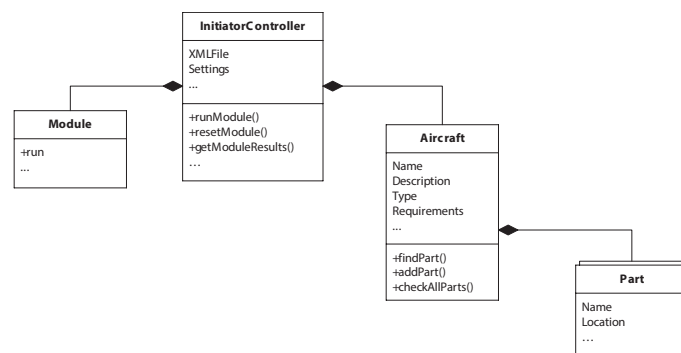 InitiatorController
XMLFile
Settings
...
+runModule()
+resetModule()
+getModuleResults()
...
Module
+run
...
Aircraft
Name
Description
Type
Requirements
...
+findPart()
+addPart()
+checkAllParts()
Part
Name
Location
...